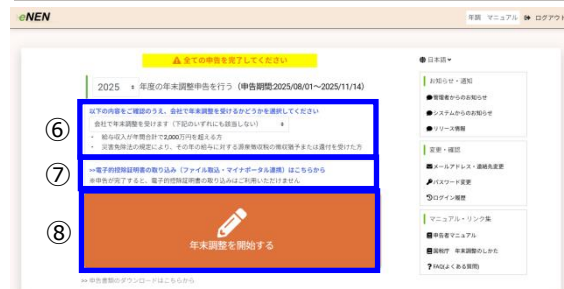 eNEN
年調 マニュアル ログアウト
全ての申告を完了してください
2025 年度の年末調整申告を行う（申告期間:2025/08/01～2025/11/14）
⑥
以下の内容をご確認のうえ、会社で年末調整を受けるかどうかを選択してください
会社で年末調整を受けます（下記のいずれにも該当しない）
・ 給与収入が年間合計で2,000万円を超える方
・ 災害免除法の規定により、その年の給与に対する源泉徴収税の徴収猶予または還付を受けた方
⑦
>>電子的控除証明書の取り込み（ファイル取込・マイナポータル連携）はこちらから
※申告が完了すると、電子的控除証明書の取り込みはご利用いただけません
⑧
年末調整を開始する
>> 申告書類のダウンロードはこちらから
日本語
お知らせ・通知
管理者からのお知らせ
システムからのお知らせ
リリース情報
変更・確認
メールアドレス・連絡先変更
パスワード変更
ログイン履歴
マニュアル・リンク集
申告者マニュアル
国税庁 年末調整のしかた
FAQ(よくある質問)